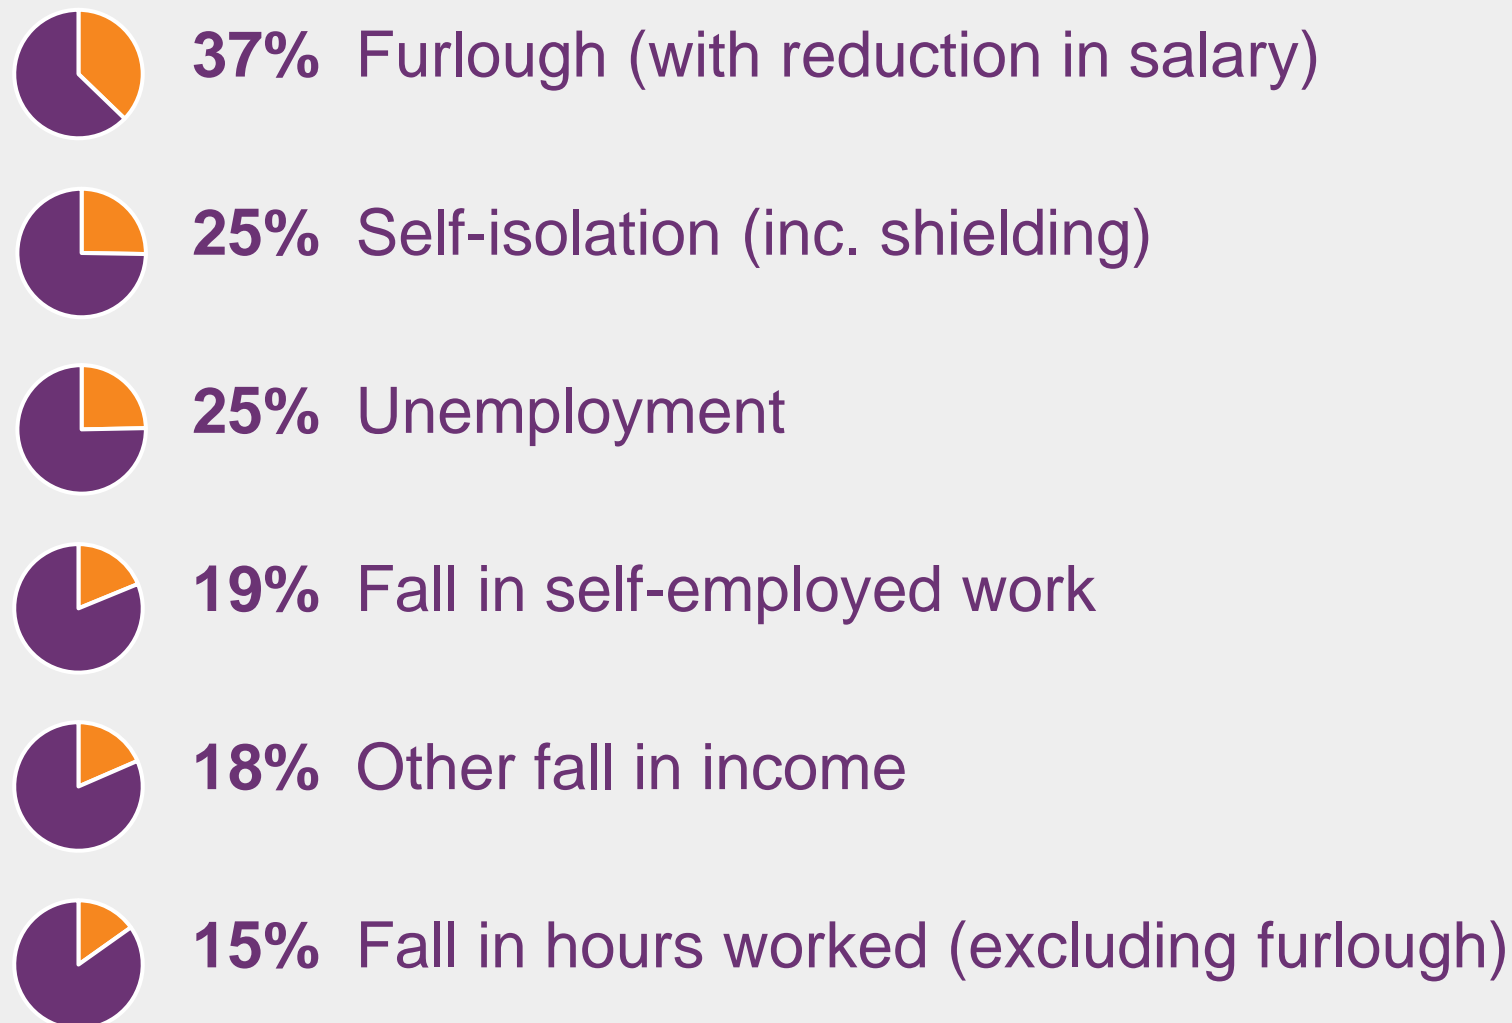 37% Furlough (with reduction in salary)
25% Self-isolation (inc. shielding)
25% Unemployment
19% Fall in self-employed work
18% Other fall in income
15% Fall in hours worked (excluding furlough)